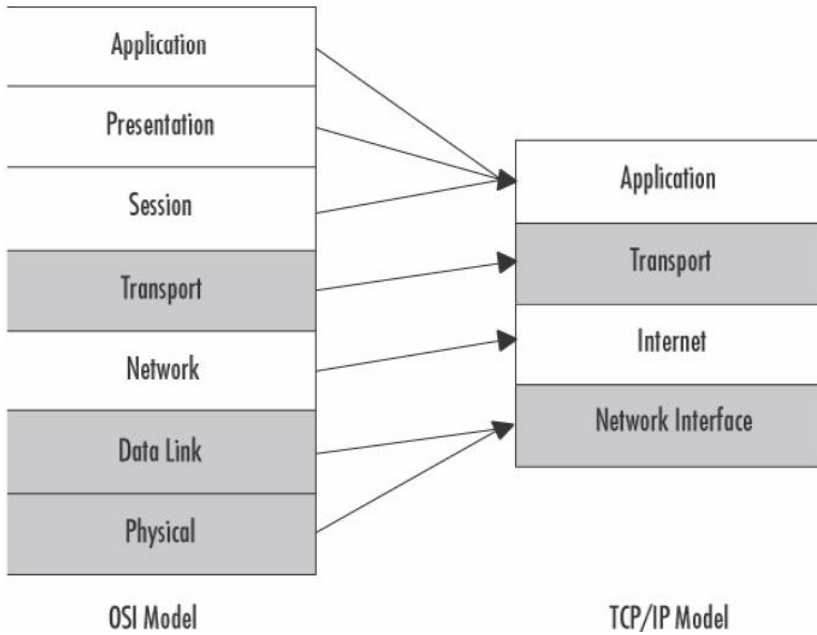 Application
Presentation
Session
Transport
Network
Data Link
Physical
OSI Model
Application
Transport
Internet
Network Interface
TCP/IP Model